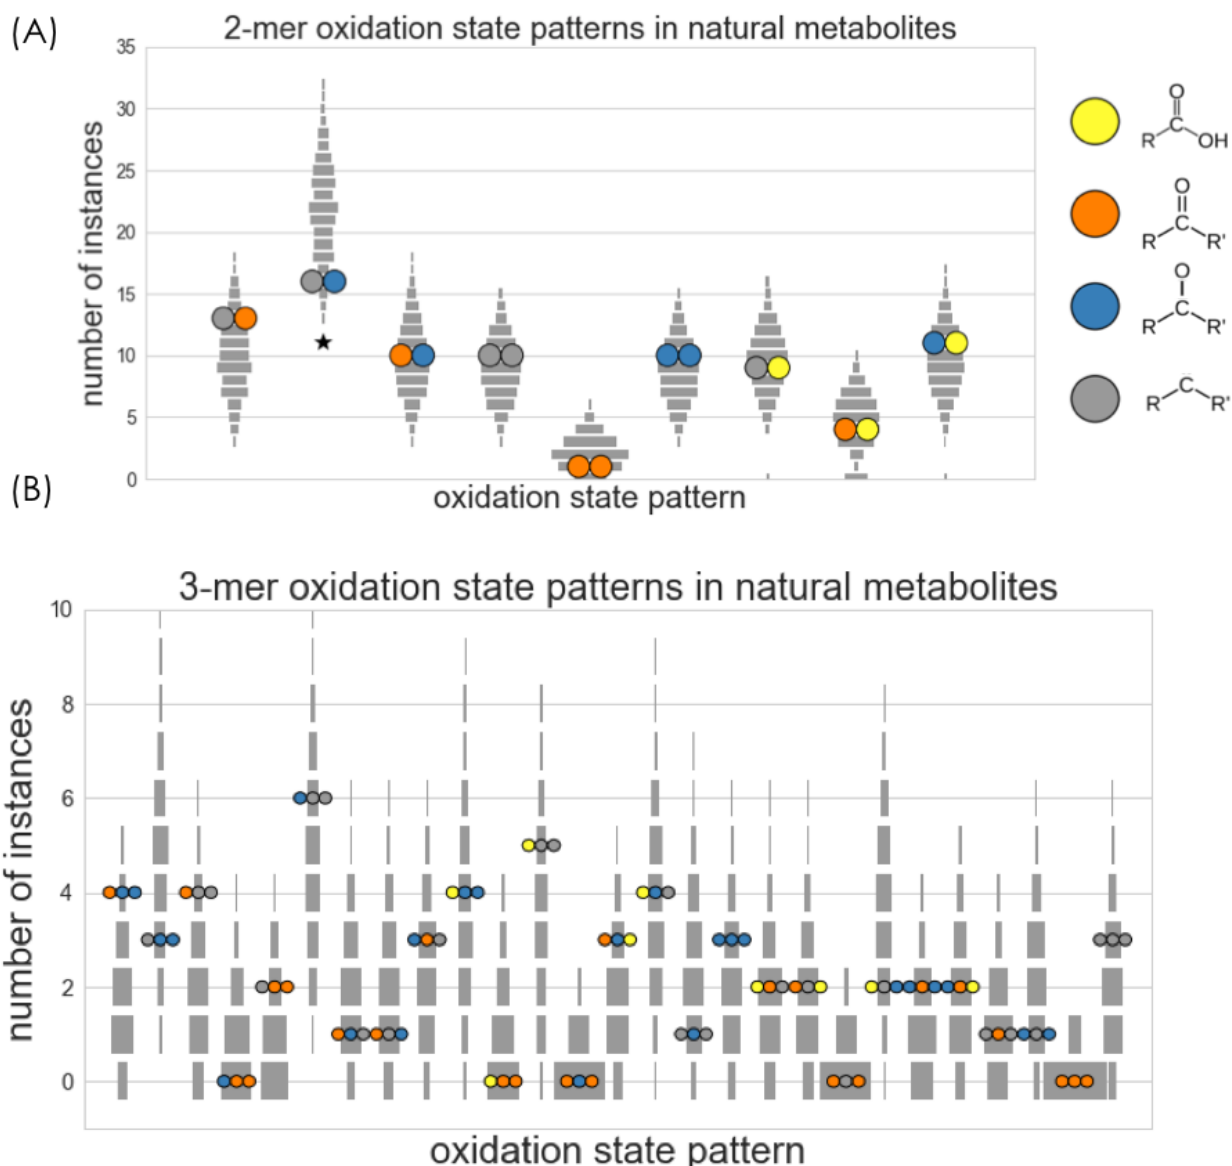 (A)
2-mer oxidation state patterns in natural metabolites
number of instances
35
30
25
20
15
10
5
0
oxidation state pattern
O
R C OH
O
R C R'
O
R C R'
R C R'
(B)
3-mer oxidation state patterns in natural metabolites
number of instances
10
8
6
4
2
0
oxidation state pattern